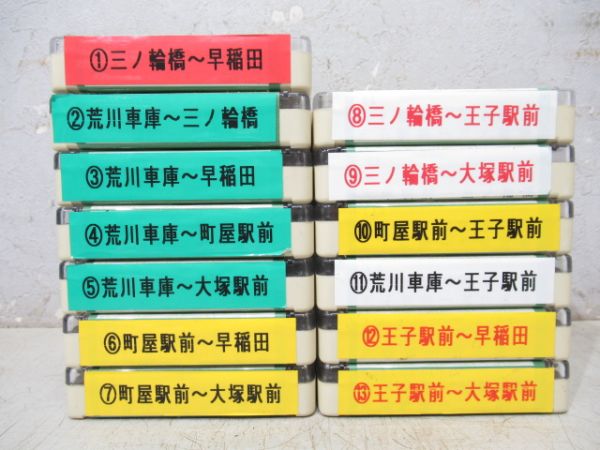 ①三ノ輪橋～早稲田
②荒川車庫～三ノ輪橋
③荒川車庫～早稲田
④荒川車庫～町屋駅前
⑤荒川車庫～大塚駅前
⑥町屋駅前～早稲田
⑦町屋駅前～大塚駅前
⑧三ノ輪橋～王子駅前
⑨三ノ輪橋～大塚駅前
⑩町屋駅前～王子駅前
⑪荒川車庫～王子駅前
⑫王子駅前～早稲田
⑬王子駅前～大塚駅前